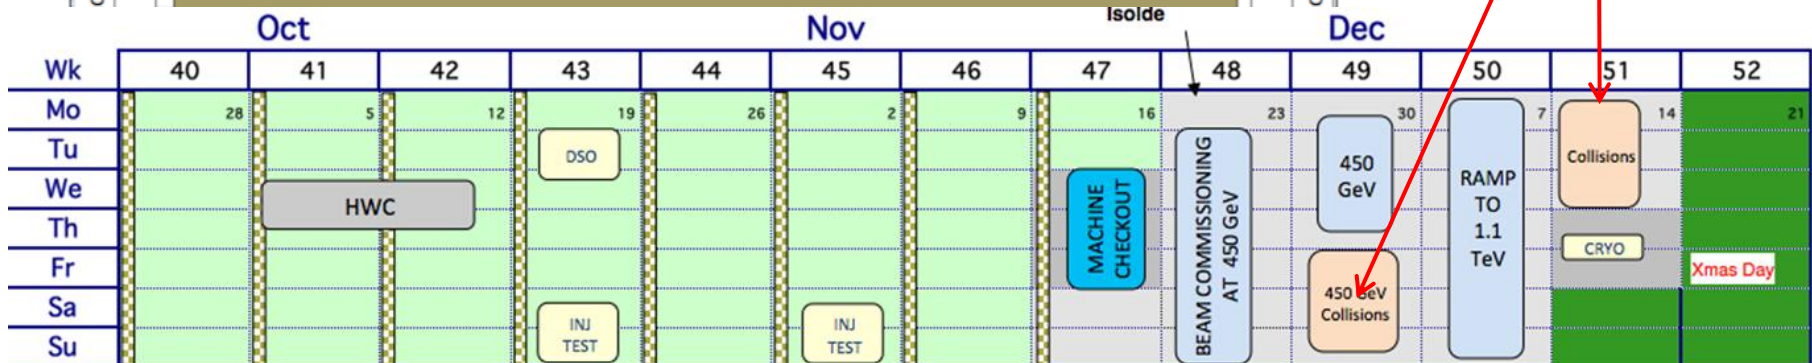 Isolde
Oct Nov Dec
Wk 40 41 42 43 44 45 46 47 48 49 50 51 52
Mo 28 5 12 19 26 2 9 16 23 30 7 14 21
Tu
We
Th
Fr
Sa
Su
HWC
DSO
INJ
TEST
INJ
TEST
MACHINE
CHECKOUT
BEAM COMMISSIONING
AT 450 GeV
450
GeV
450 GeV
Collisions
RAMP
TO
1.1
TeV
Collisions
CRYO
Xmas Day